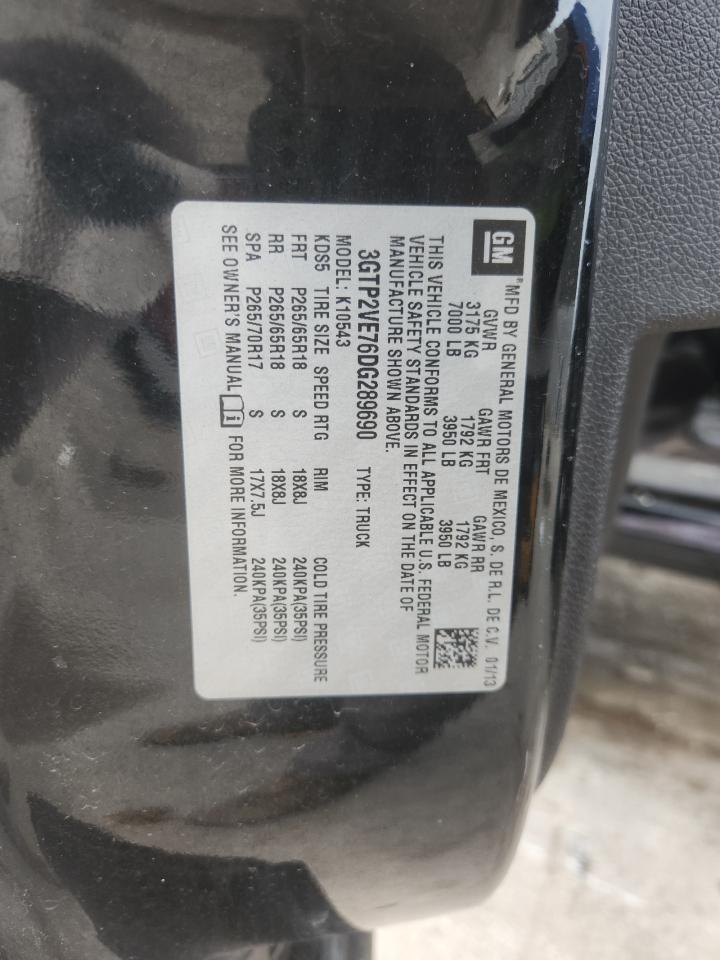 GM
®MFD BY GENERAL MOTORS DE MEXICO, S. DE R.L. DE C.V. 01/13
GVWR GAWR FRT GAWR RR
3175 KG 1792 KG 1792 KG
7000 LB 3950 LB 3950 LB
THIS VEHICLE CONFORMS TO ALL APPLICABLE U.S. FEDERAL MOTOR
VEHICLE SAFETY STANDARDS IN EFFECT ON THE DATE OF
MANUFACTURE SHOWN ABOVE.
3GTP2VE76DG289690 TYPE: TRUCK
MODEL: K10543
KDS5 TIRE SIZE SPEED RTG RIM COLD TIRE PRESSURE
FRT P265/65R18 S 18X8J 240KPA(35PSI)
RR P265/65R18 S 18X8J 240KPA(35PSI)
SPA P265/70R17 S 17X7.5J 240KPA(35PSI)
SEE OWNER'S MANUAL i FOR MORE INFORMATION.